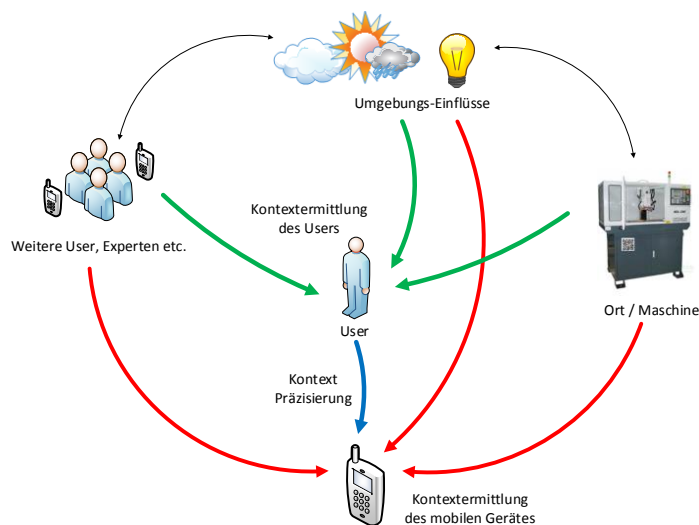 Umgebungs-Einflüsse
Kontextermittlung
des Users
Weitere User, Experten etc.
User
Ort / Maschine
Kontext
Präzisierung
Kontextermittlung
des mobilen Gerätes